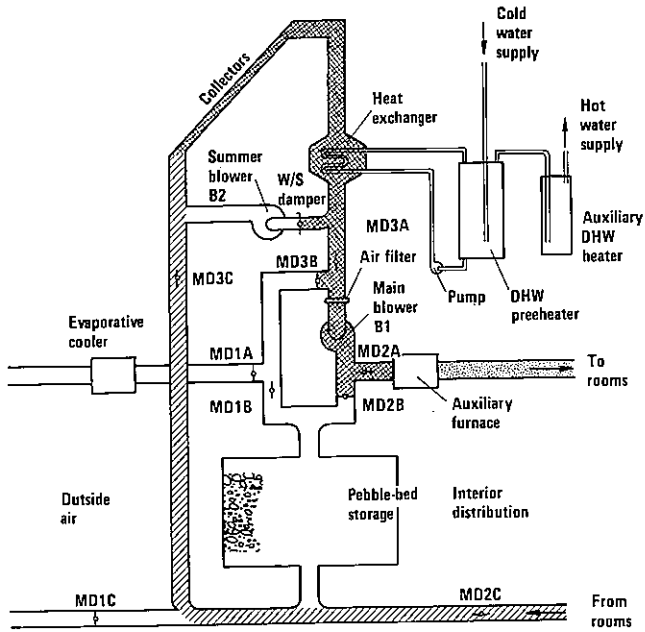 Cold
water
supply
Collectors
Heat
exchanger
Hot
water
supply
Summer
blower
B2
W/S
damper
MD3A
Auxiliary
DHW
heater
MD3B
Air filter
MD3C
Main
blower
B1
Pump
DHW
preheater
Evaporative
cooler
MD1A
MD2A
To
rooms
MD1B
MD2B
Auxiliary
furnace
Outside
air
Pebble-bed
storage
Interior
distribution
MD1C
MD2C
From
rooms